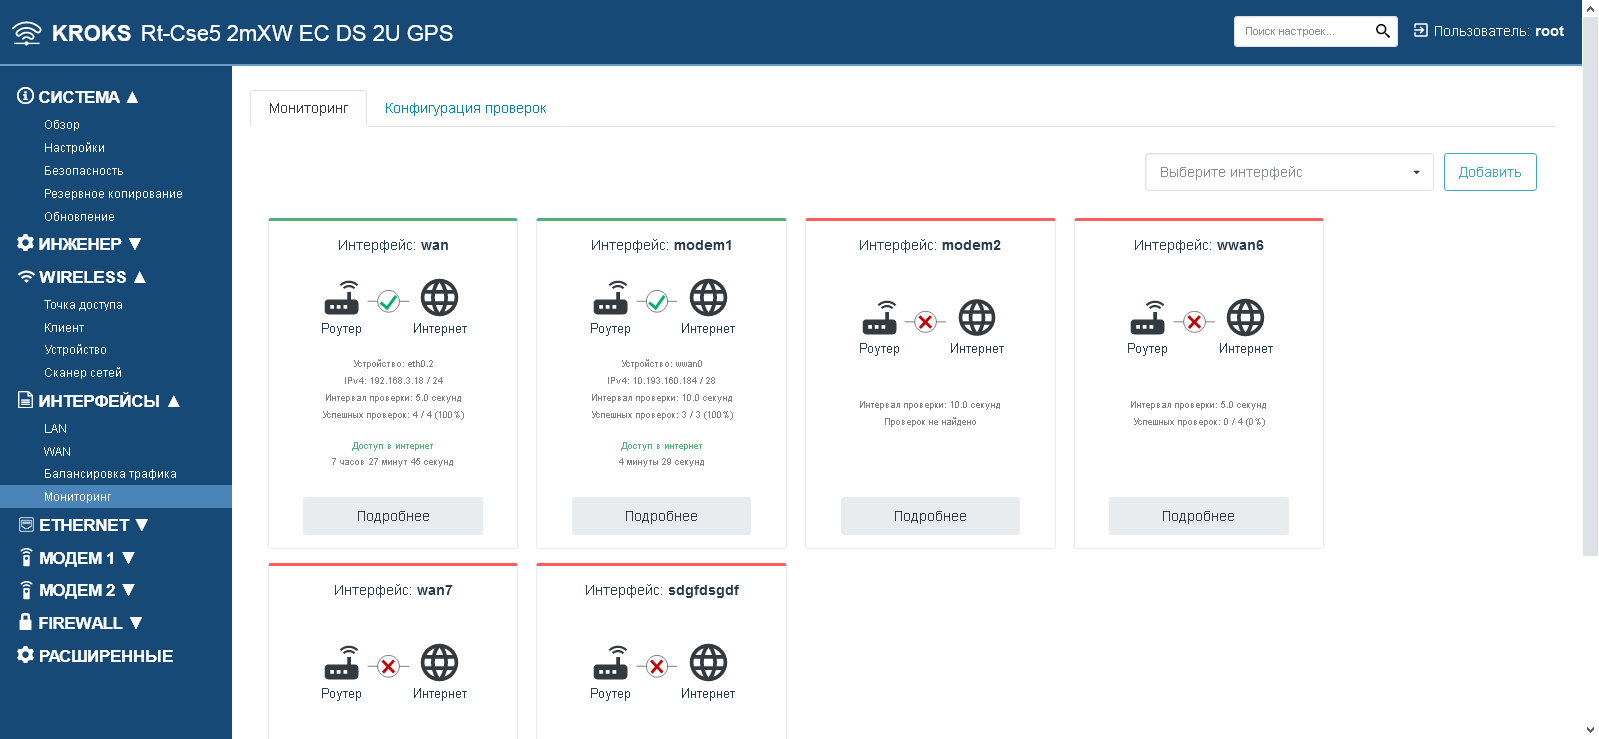 KROKS Rt-Cse5 2mXW EC DS 2U GPS
Поиск настроек...
Пользователь: root
СИСТЕМА ▲
Обзор
Настройки
Безопасность
Резервное копирование
Обновление
ИНЖЕНЕР ▼
WIRELESS ▲
Точка доступа
Клиент
Устройство
Сканер сетей
ИНТЕРФЕЙСЫ ▲
LAN
WAN
Балансировка трафика
Мониторинг
ETHERNET ▼
МОДЕМ 1 ▼
МОДЕМ 2 ▼
FIREWALL ▼
РАСШИРЕННЫЕ
Мониторинг
Конфигурация проверок
Выберите интерфейс
Добавить
Интерфейс: wan
Роутер
Интернет
Устройство: eth0.2
IPv4: 192.168.3.18 / 24
Интервал проверки: 5.0 секунд
Успешных проверок: 4 / 4 (100%)
Доступ в интернет
7 часов 27 минут 45 секунд
Подробнее
Интерфейс: modem1
Роутер
Интернет
Устройство: wwan0
IPv4: 10.193.160.184 / 28
Интервал проверки: 10.0 секунд
Успешных проверок: 3 / 3 (100%)
Доступ в интернет
4 минуты 29 секунд
Подробнее
Интерфейс: modem2
Роутер
Интернет
Интервал проверки: 10.0 секунд
Проверок не найдено
Подробнее
Интерфейс: wwan6
Роутер
Интернет
Интервал проверки: 5.0 секунд
Успешных проверок: 0 / 4 (0%)
Подробнее
Интерфейс: wan7
Роутер
Интернет
Интерфейс: sdgfdsgdf
Роутер
Интернет